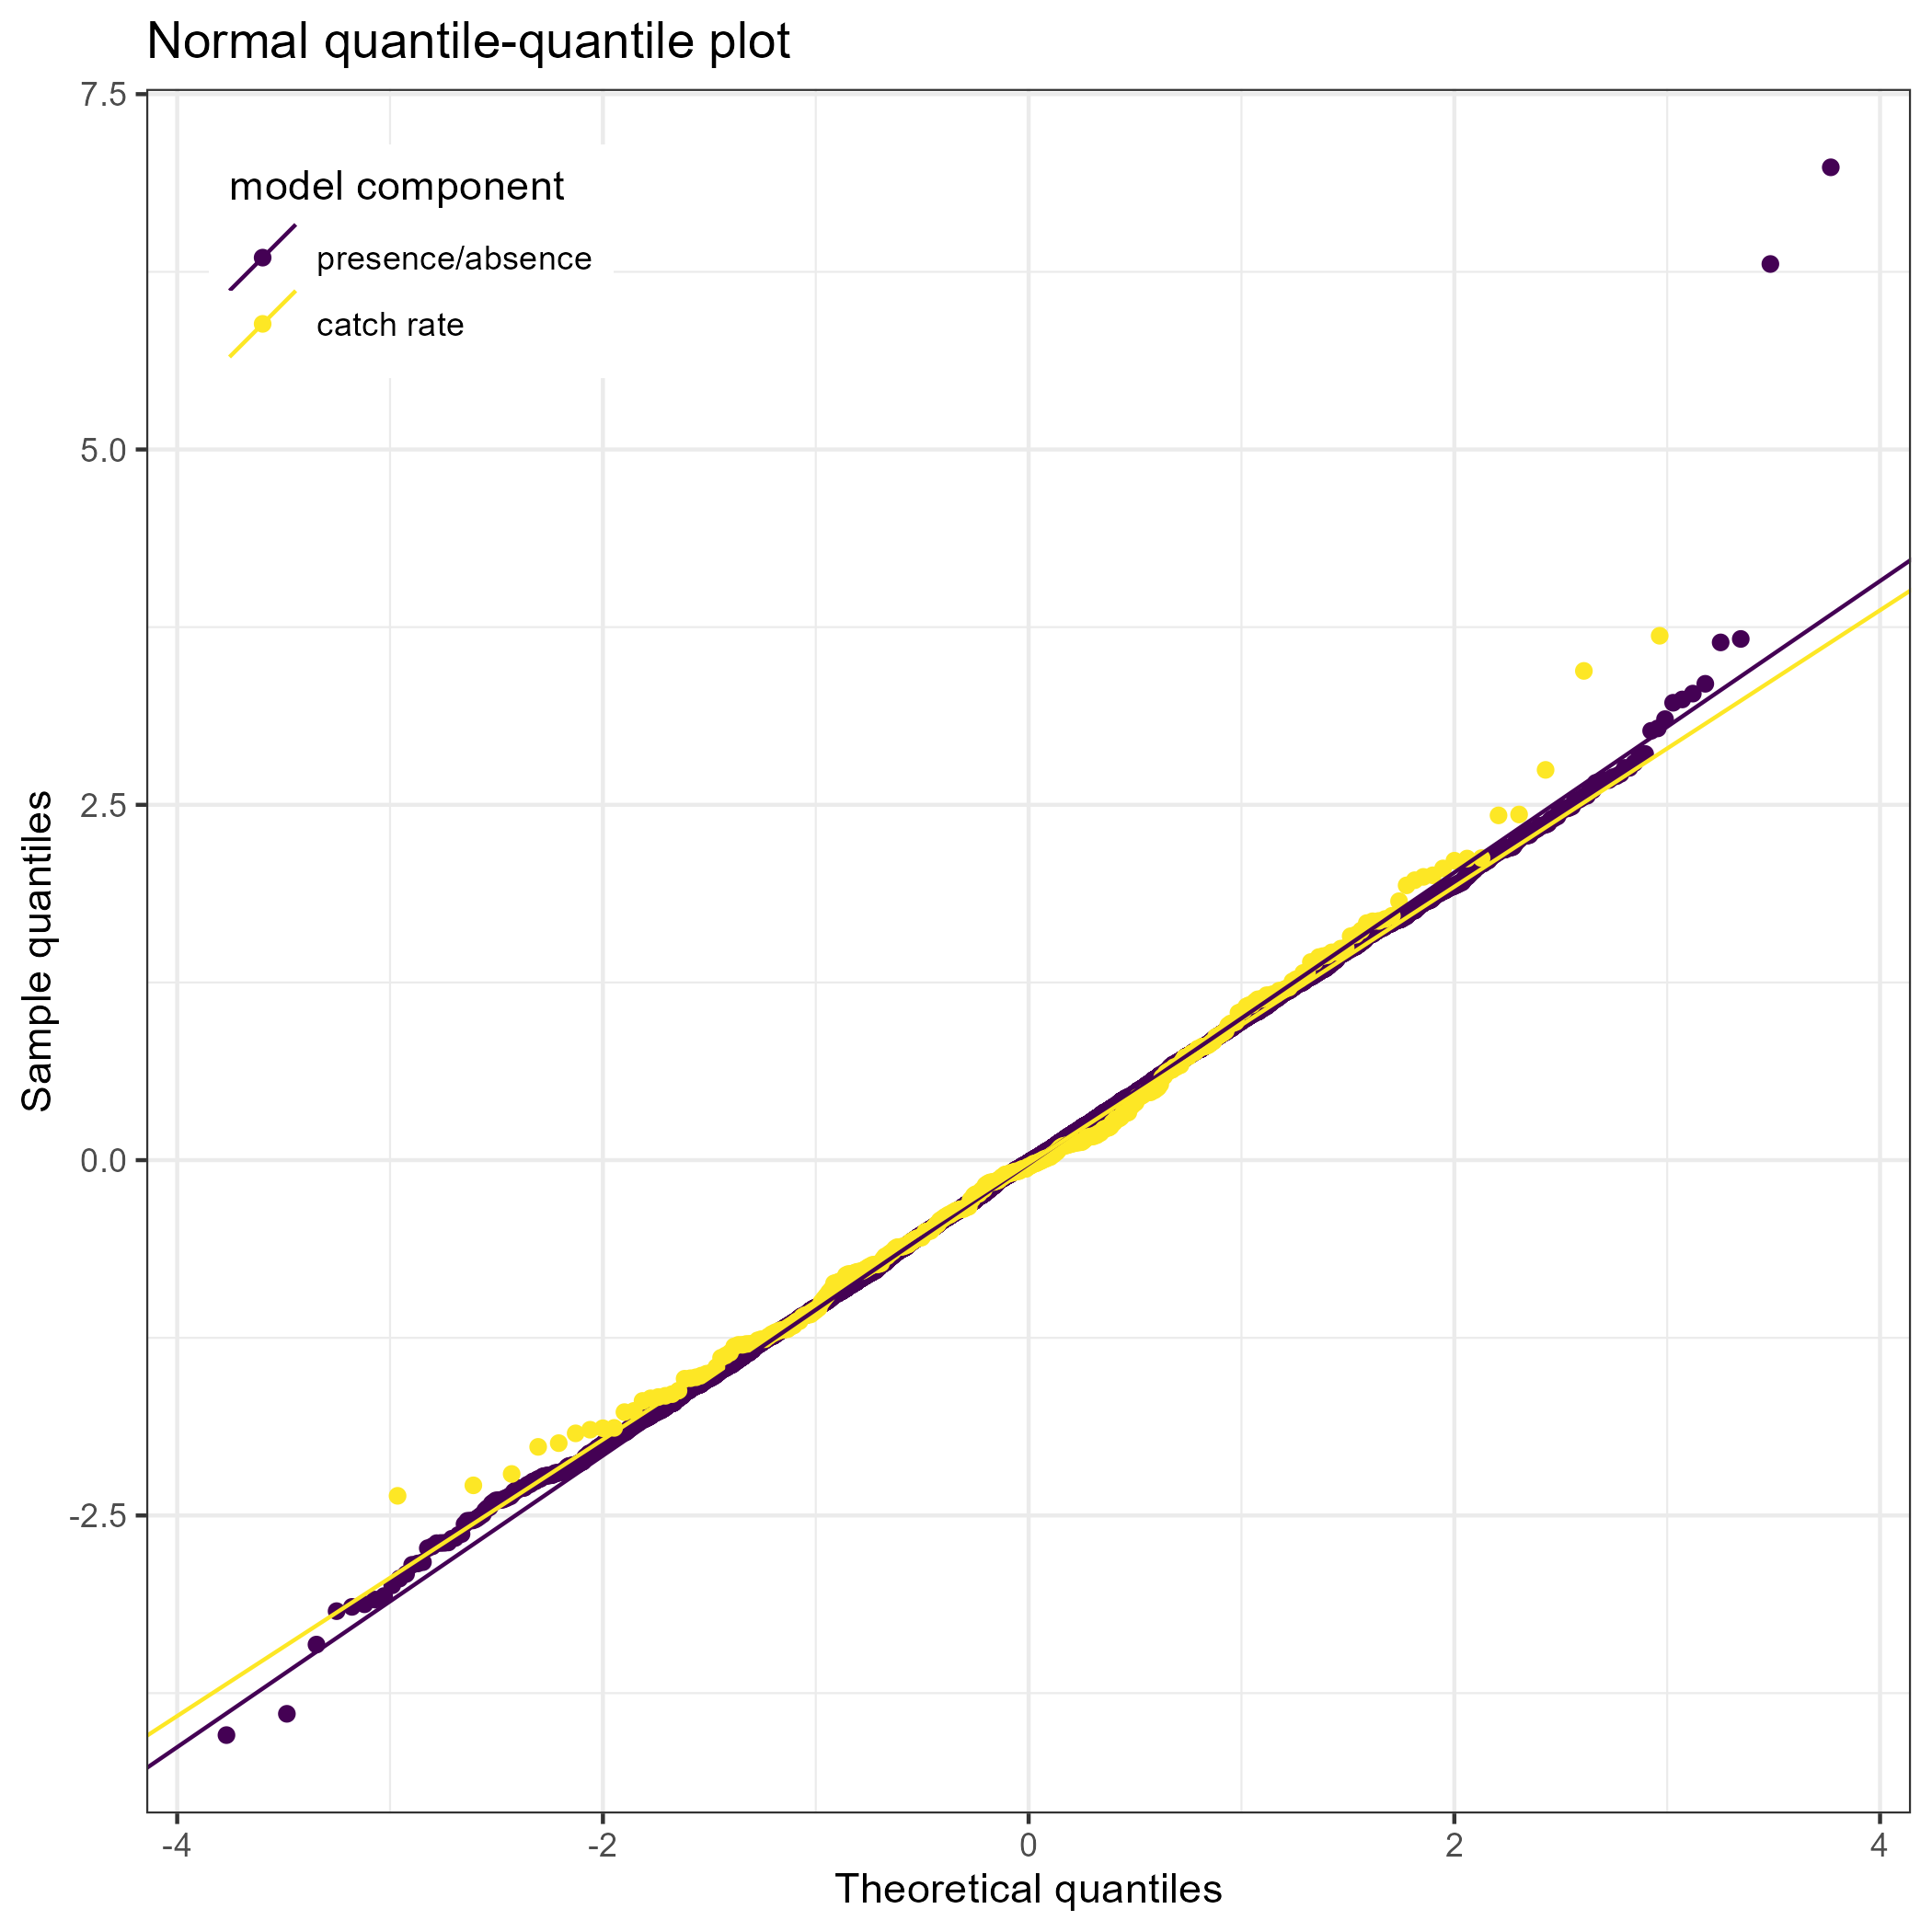 Normal quantile-quantile plot
7.5
model component
presence/absence
catch rate
5.0
2.5
0.0
-2.5
Sample quantiles
-4
-2
0
2
4
Theoretical quantiles